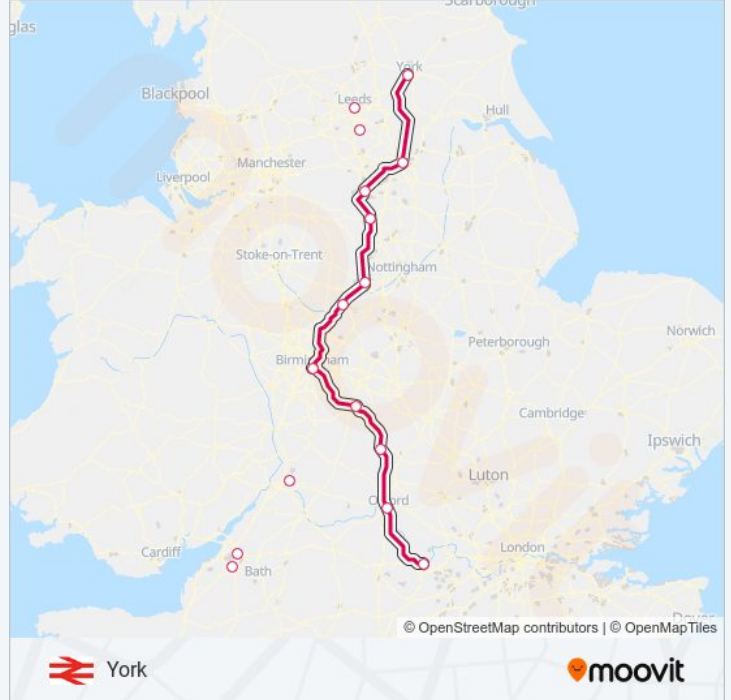 Scarborough
glas
York
Blackpool
Leeds
Hull
Manchester
Liverpool
Stoke-on-Trent
Nottingham
Norwich
Peterborough
Birmingham
Cambridge
Ipswich
Luton
Oxford
London
Cardiff
Bath
Dover
© OpenStreetMap contributors | © OpenMapTiles
York
moovit